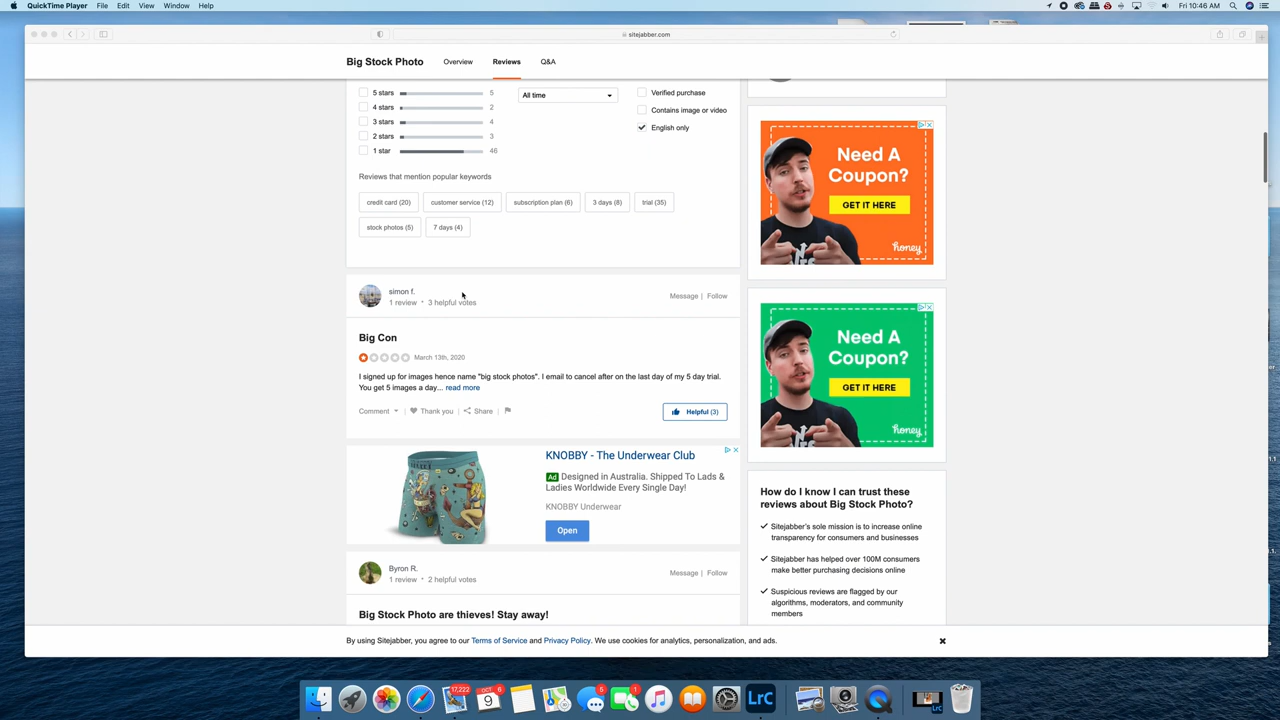 QuickTime Player File Edit View Window Help
Fri 10:46 AM
sitejabber.com
Big Stock Photo Overview Reviews Q&A
5 stars 5
4 stars 2
3 stars 4
2 stars 3
1 star 46
All time
Verified purchase
Contains image or video
English only
Reviews that mention popular keywords
credit card (20) customer service (12) subscription plan (6) 3 days (8) trial (35)
stock photos (5) 7 days (4)
simon f.
1 review • 3 helpful votes
Message | Follow
Big Con
March 13th, 2020
I signed up for images hence name "big stock photos". I email to cancel after on the last day of my 5 day trial.
You get 5 images a day... read more
Comment | Thank you | Share |
Helpful (3)
KNOBBY - The Underwear Club
Ad Designed in Australia. Shipped To Lads &
Ladies Worldwide Every Single Day!
KNOBBY Underwear
Open
Byron R.
1 review • 2 helpful votes
Message | Follow
Big Stock Photo are thieves! Stay away!
Need A
Coupon?
GET IT HERE
honey
Need A
Coupon?
GET IT HERE
honey
How do I know I can trust these
reviews about Big Stock Photo?
Sitejabber's sole mission is to increase online
transparency for consumers and businesses
Sitejabber has helped over 100M consumers
make better purchasing decisions online
Suspicious reviews are flagged by our
algorithms, moderators, and community
members
By using Sitejabber, you agree to our Terms of Service and Privacy Policy. We use cookies for analytics, personalization, and ads.
17,222
OCT 6
9
5
1
LrC